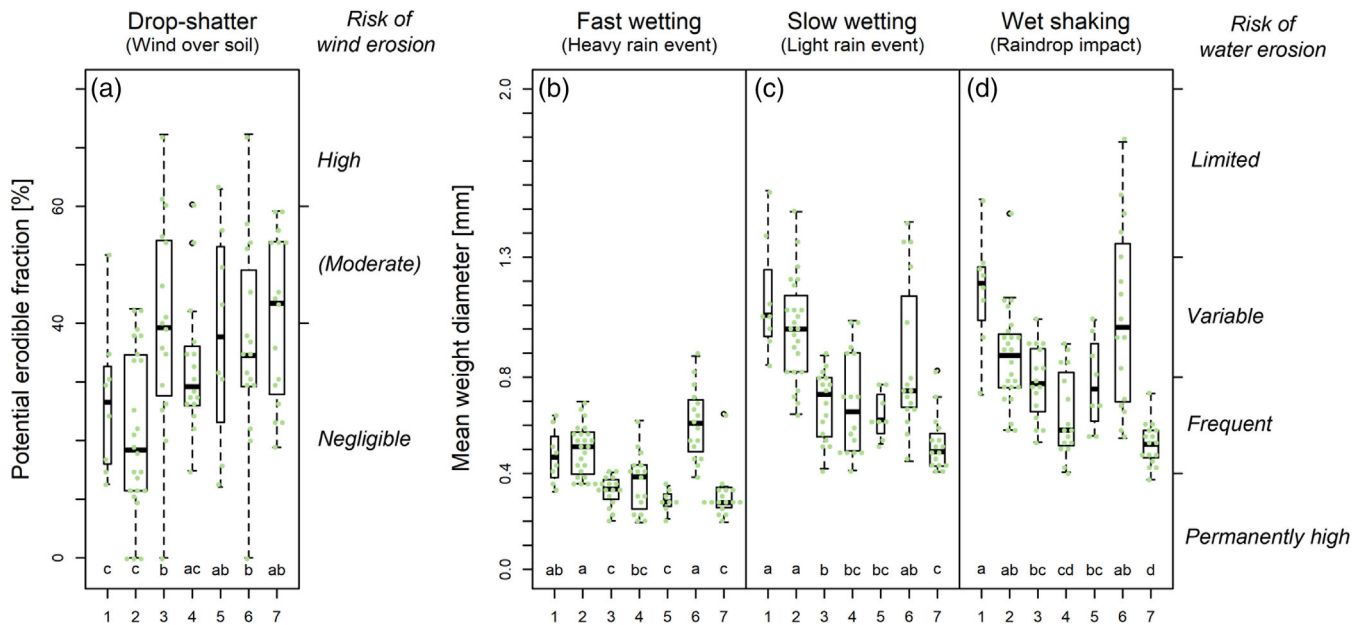 Drop-shatter
(Wind over soil)
Risk of
wind erosion
Fast wetting
(Heavy rain event)
Slow wetting
(Light rain event)
Wet shaking
(Raindrop impact)
Risk of
water erosion
(a)
(b)
(c)
(d)
Potential erodible fraction [%]
60
40
0
High
(Moderate)
Negligible
Mean weight diameter [mm]
2.0
1.3
0.8
0.4
0.0
Limited
Variable
Frequent
Permanently high
c c b ac ab b ab
ab a c bc c a c
a a b bc bc ab c
a ab bc cd bc ab d
1 2 3 4 5 6 7
1 2 3 4 5 6 7
1 2 3 4 5 6 7
1 2 3 4 5 6 7